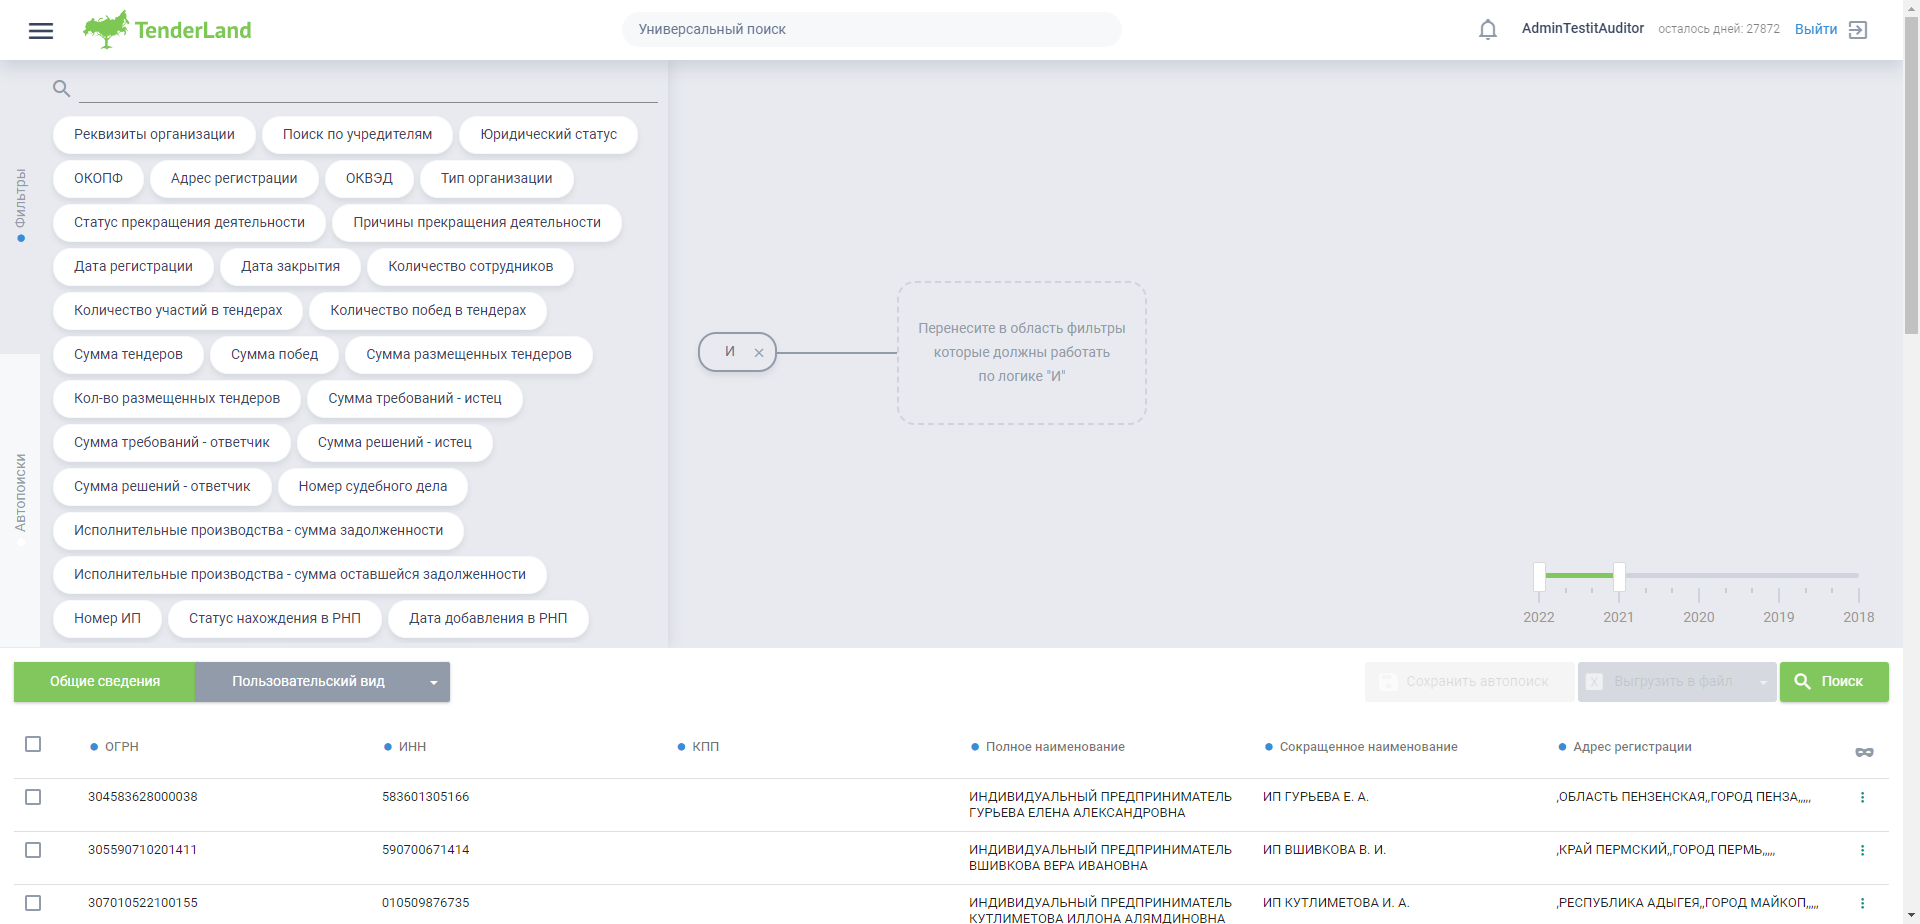 TenderLand
Универсальный поиск
AdminTestitAuditor
осталось дней: 27872
Выйти
Фильтры
Автопоиски
Реквизиты организации
Поиск по учредителям
Юридический статус
ОКОПФ
Адрес регистрации
ОКВЭД
Тип организации
Статус прекращения деятельности
Причины прекращения деятельности
Дата регистрации
Дата закрытия
Количество сотрудников
Количество участий в тендерах
Количество побед в тендерах
Сумма тендеров
Сумма побед
Сумма размещенных тендеров
Кол-во размещенных тендеров
Сумма требований - истец
Сумма требований - ответчик
Сумма решений - истец
Сумма решений - ответчик
Номер судебного дела
Исполнительные производства - сумма задолженности
Исполнительные производства - сумма оставшейся задолженности
Номер ИП
Статус нахождения в РНП
Дата добавления в РНП
И
Перенесите в область фильтры
которые должны работать
по логике "И"
2022
2021
2020
2019
2018
Общие сведения
Пользовательский вид
Сохранить автопоиск
Выгрузить в файл
Поиск
ОГРН
ИНН
КПП
Полное наименование
Сокращенное наименование
Адрес регистрации
304583628000038
583601305166
ИНДИВИДУАЛЬНЫЙ ПРЕДПРИНИМАТЕЛЬ
ГУРЬЕВА ЕЛЕНА АЛЕКСАНДРОВНА
ИП ГУРЬЕВА Е. А.
,ОБЛАСТЬ ПЕНЗЕНСКАЯ,,ГОРОД ПЕНЗА,,,,,
305590710201411
590700671414
ИНДИВИДУАЛЬНЫЙ ПРЕДПРИНИМАТЕЛЬ
ВШИВКОВА ВЕРА ИВАНОВНА
ИП ВШИВКОВА В. И.
,КРАЙ ПЕРМСКИЙ,,ГОРОД ПЕРМЬ,,,,,
307010522100155
010509876735
ИНДИВИДУАЛЬНЫЙ ПРЕДПРИНИМАТЕЛЬ
КУТЛИМЕТОВА ИЛЛОНА АЛЯМДИНОВНА
ИП КУТЛИМЕТОВА И. А.
,РЕСПУБЛИКА АДЫГЕЯ,,ГОРОД МАЙКОП,,,,,